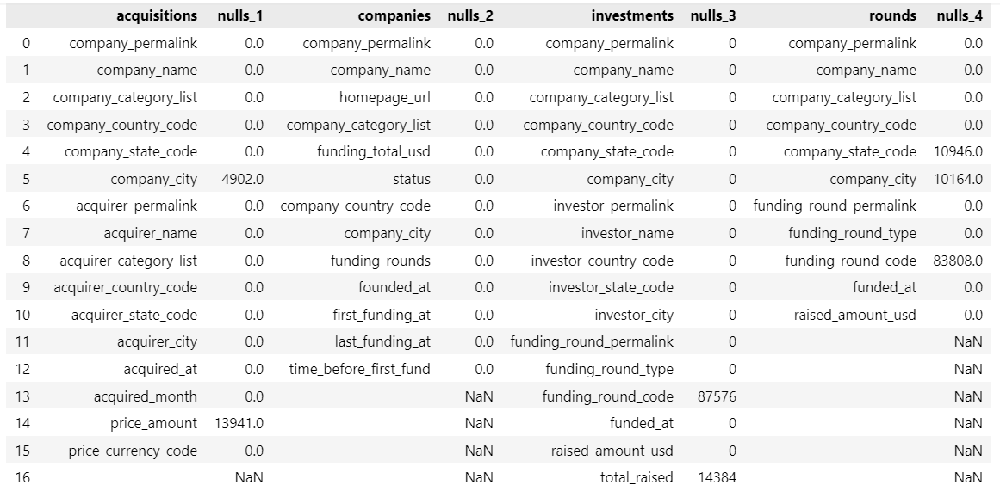 acquisitions nulls_1 companies nulls_2 investments nulls_3 rounds nulls_4
0 company_permalink 0.0 company_permalink 0.0 company_permalink 0 company_permalink 0.0
1 company_name 0.0 company_name 0.0 company_name 0 company_name 0.0
2 company_category_list 0.0 homepage_url 0.0 company_category_list 0 company_category_list 0.0
3 company_country_code 0.0 company_category_list 0.0 company_country_code 0 company_country_code 0.0
4 company_state_code 0.0 funding_total_usd 0.0 company_state_code 0 company_state_code 10946.0
5 company_city 4902.0 status 0.0 company_city 0 company_city 10164.0
6 acquirer_permalink 0.0 company_country_code 0.0 investor_permalink 0 funding_round_permalink 0.0
7 acquirer_name 0.0 company_city 0.0 investor_name 0 funding_round_type 0.0
8 acquirer_category_list 0.0 funding_rounds 0.0 investor_country_code 0 funding_round_code 83808.0
9 acquirer_country_code 0.0 founded_at 0.0 investor_state_code 0 funded_at 0.0
10 acquirer_state_code 0.0 first_funding_at 0.0 investor_city 0 raised_amount_usd 0.0
11 acquirer_city 0.0 last_funding_at 0.0 funding_round_permalink 0 NaN
12 acquired_at 0.0 time_before_first_fund 0.0 funding_round_type 0 NaN
13 acquired_month 0.0 NaN funding_round_code 87576 NaN
14 price_amount 13941.0 NaN funded_at 0 NaN
15 price_currency_code 0.0 NaN raised_amount_usd 0 NaN
16 NaN NaN total_raised 14384 NaN